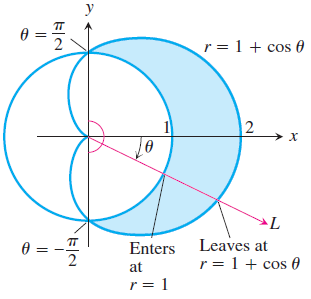 y
θ = π/2
r = 1 + cos θ
1
2
x
θ
L
θ = −π/2
Enters
at
r = 1
Leaves at
r = 1 + cos θ